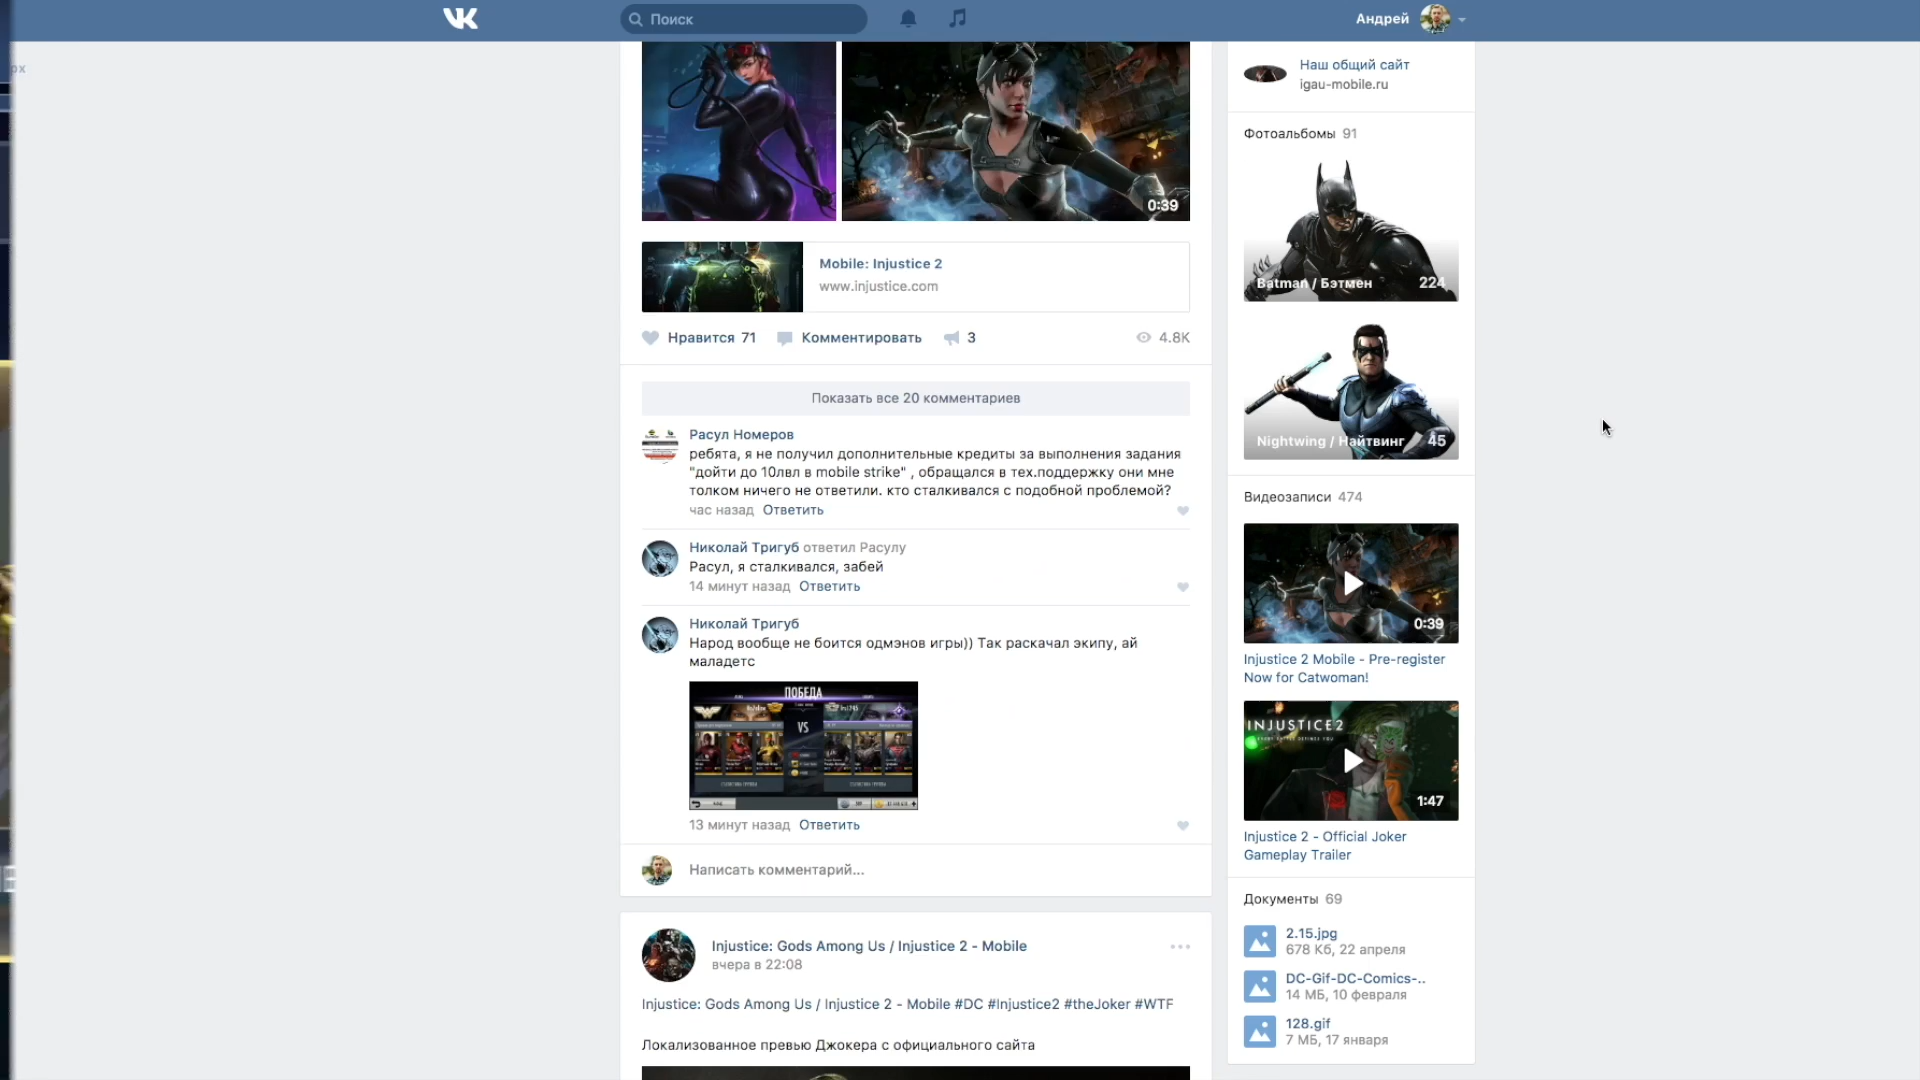 Поиск
Андрей
рх
0:39
Mobile: Injustice 2
www.injustice.com
Нравится 71
Комментировать
3
4.8K
Показать все 20 комментариев
Расул Номеров
ребята, я не получил дополнительные кредиты за выполнения задания
"дойти до 10лвл в mobile strike" , обращался в тех.поддержку они мне
толком ничего не ответили. кто сталкивался с подобной проблемой?
час назад Ответить
Николай Тригуб ответил Расулу
Расул, я сталкивался, забей
14 минут назад Ответить
Николай Тригуб
Народ вообще не боится одмэнов игры)) Так раскачал экипу, ай
маладетс
ПОБЕДА
VS
13 минут назад Ответить
Написать комментарий...
Injustice: Gods Among Us / Injustice 2 - Mobile
вчера в 22:08
Injustice: Gods Among Us / Injustice 2 - Mobile #DC #Injustice2 #theJoker #WTF
Локализованное превью Джокера с официального сайта
Наш общий сайт
igau-mobile.ru
Фотоальбомы 91
Batman / Бэтмен 224
Nightwing / Найтвинг 45
Видеозаписи 474
0:39
Injustice 2 Mobile - Pre-register
Now for Catwoman!
INJUSTICE 2
1:47
Injustice 2 - Official Joker
Gameplay Trailer
Документы 69
2.15.jpg
678 Кб, 22 апреля
DC-Gif-DC-Comics-..
14 МБ, 10 февраля
128.gif
7 МБ, 17 января